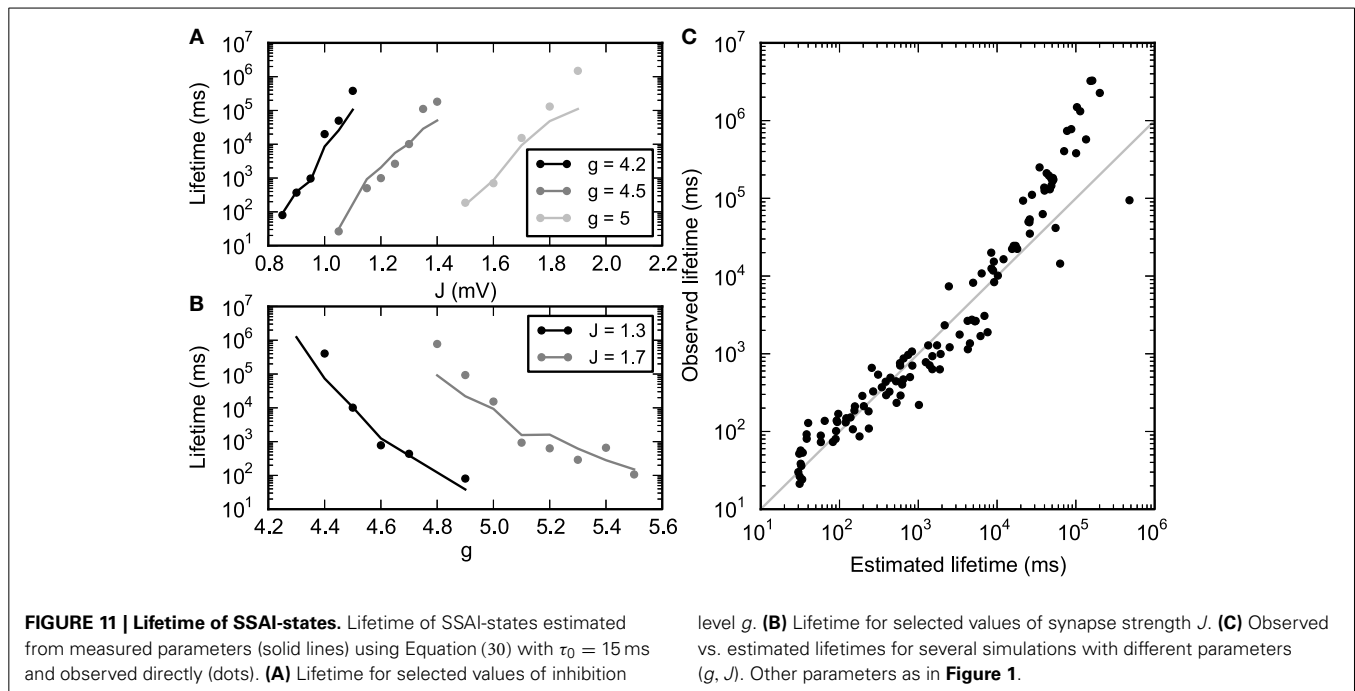 A
10^7
10^6
10^5
10^4
10^3
10^2
10^1
Lifetime (ms)
0.8 1.0 1.2 1.4 1.6 1.8 2.0 2.2
J (mV)
g = 4.2
g = 4.5
g = 5
B
10^7
10^6
10^5
10^4
10^3
10^2
10^1
Lifetime (ms)
4.2 4.4 4.6 4.8 5.0 5.2 5.4 5.6
g
J = 1.3
J = 1.7
C
10^7
10^6
10^5
10^4
10^3
10^2
10^1
Observed lifetime (ms)
10^1 10^2 10^3 10^4 10^5 10^6
Estimated lifetime (ms)
FIGURE 11 | Lifetime of SSAI-states. Lifetime of SSAI-states estimated
from measured parameters (solid lines) using Equation (30) with τ0 = 15 ms
and observed directly (dots). (A) Lifetime for selected values of inhibition
level g. (B) Lifetime for selected values of synapse strength J. (C) Observed
vs. estimated lifetimes for several simulations with different parameters
(g, J). Other parameters as in Figure 1.